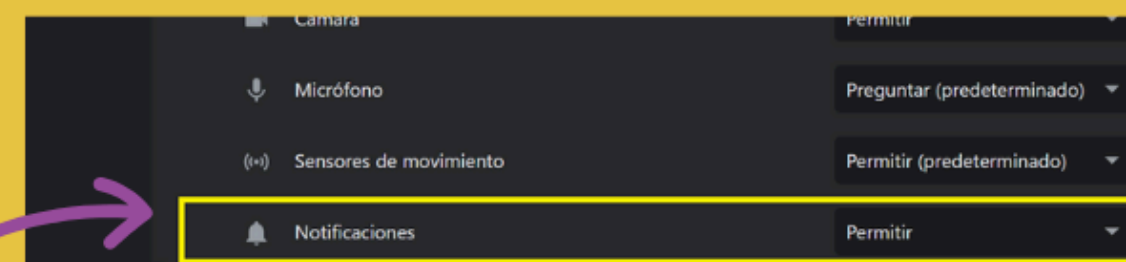 Cámara Permitir
Micrófono Preguntar (predeterminado)
Sensores de movimiento Permitir (predeterminado)
Notificaciones Permitir